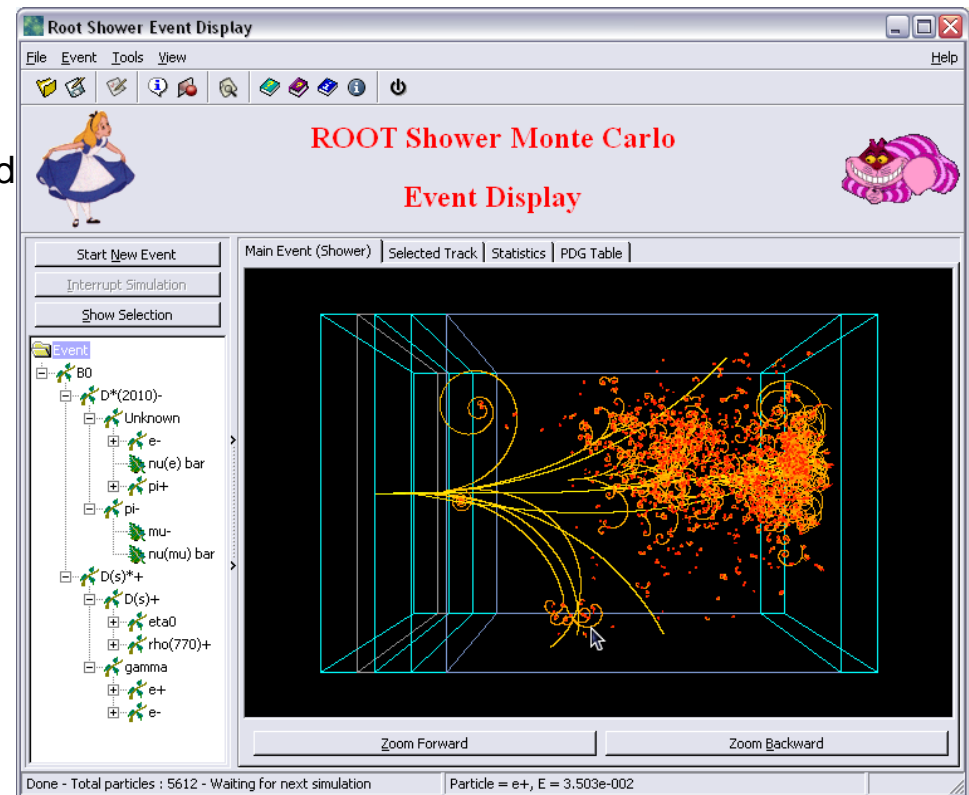 Root Shower Event Display
File Event Tools View Help
d
ROOT Shower Monte Carlo
Event Display
Start New Event
Interrupt Simulation
Show Selection
Main Event (Shower) Selected Track Statistics PDG Table
Event
B0
D*(2010)-
Unknown
e-
nu(e) bar
pi+
pi-
mu-
nu(mu) bar
D(s)*+
D(s)+
eta0
rho(770)+
gamma
e+
e-
Zoom Forward Zoom Backward
Done - Total particles : 5612 - Waiting for next simulation Particle = e+, E = 3.503e-002